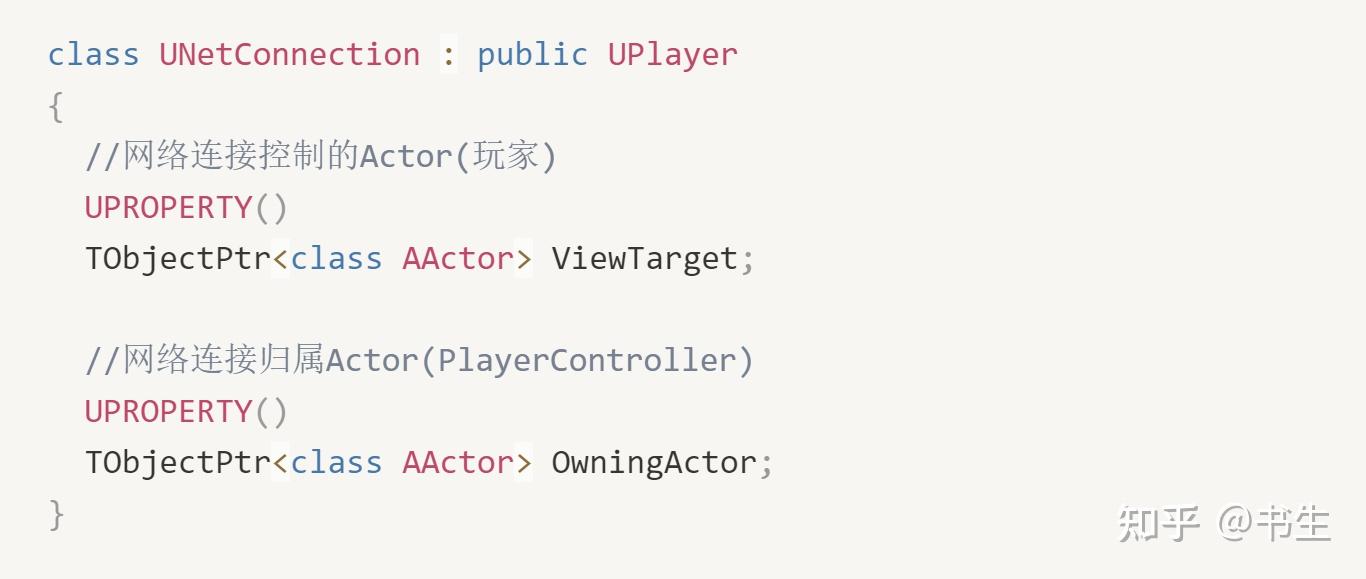 class UNetConnection : public UPlayer
{
  //网络连接控制的Actor(玩家)
  UPROPERTY()
  TObjectPtr<class AActor> ViewTarget;
  //网络连接归属Actor(PlayerController)
  UPROPERTY()
  TObjectPtr<class AActor> OwningActor;
}
知乎 @书生